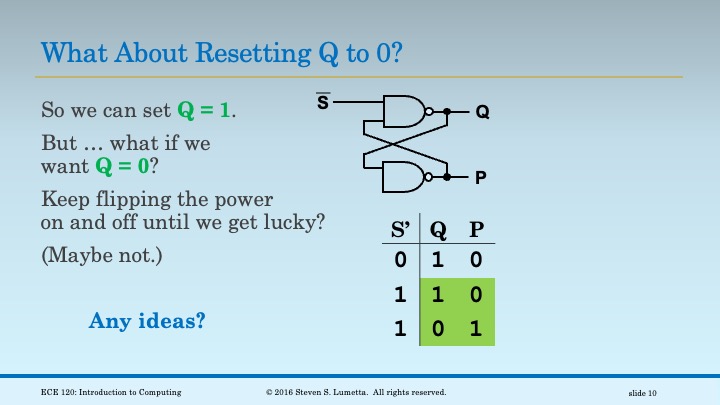 What About Resetting Q to 0?
So we can set Q = 1.
But … what if we
want Q = 0?
Keep flipping the power
on and off until we get lucky?
(Maybe not.)
Any ideas?
S̅
Q
P
S’ Q P
0 1 0
1 1 0
1 0 1
ECE 120: Introduction to Computing
© 2016 Steven S. Lumetta. All rights reserved.
slide 10